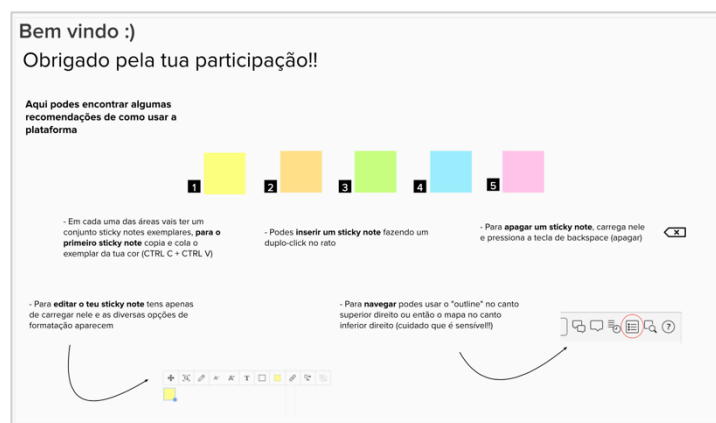 Bem vindo :)
Obrigado pela tua participação!!
Aqui podes encontrar algumas
recomendações de como usar a
plataforma
1
2
3
4
5
- Em cada uma das áreas vais ter um
conjunto sticky notes exemplares, para o
primeiro sticky note copia e cola o
exemplar da tua cor (CTRL C + CTRL V)
- Podes inserir um sticky note fazendo um
duplo-click no rato
- Para apagar um sticky note, carrega nele
e pressiona a tecla de backspace (apagar)
- Para editar o teu sticky note tens apenas
de carregar nele e as diversas opções de
formatação aparecem
- Para navegar podes usar o "outline" no canto
superior direito ou então o mapa no canto
inferior direito (cuidado que é sensível!!)